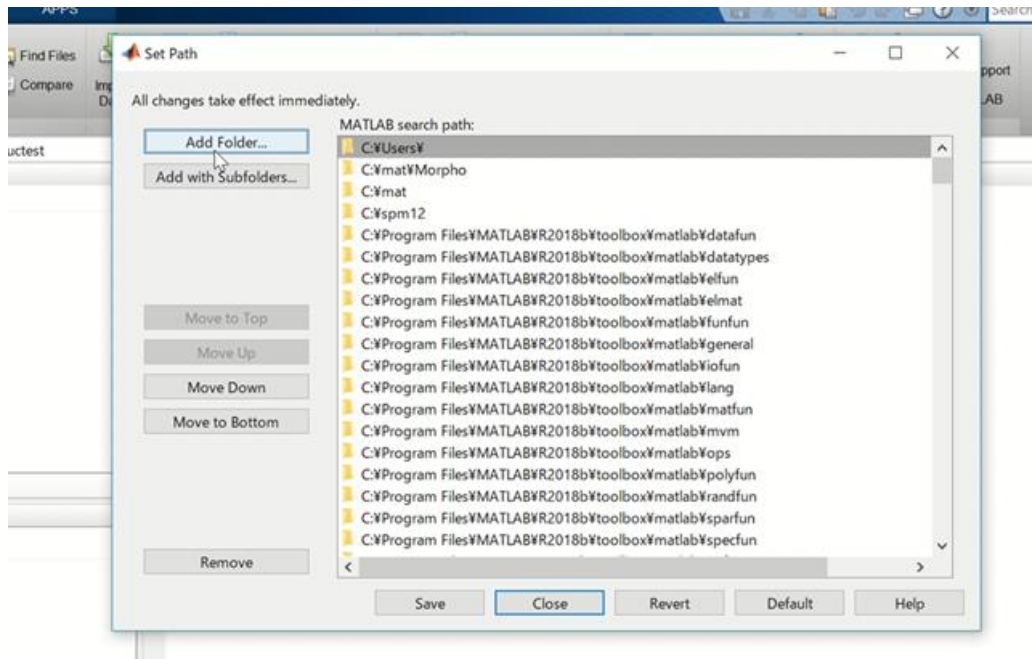 APPS
Search
Find Files
Compare
Set Path
All changes take effect immediately.
MATLAB search path:
Add Folder...
Add with Subfolders...
Move to Top
Move Up
Move Down
Move to Bottom
Remove
C:¥Users¥
C:¥mat¥Morpho
C:¥mat
C:¥spm12
C:¥Program Files¥MATLAB¥R2018b¥toolbox¥matlab¥datafun
C:¥Program Files¥MATLAB¥R2018b¥toolbox¥matlab¥datatypes
C:¥Program Files¥MATLAB¥R2018b¥toolbox¥matlab¥elfun
C:¥Program Files¥MATLAB¥R2018b¥toolbox¥matlab¥elmat
C:¥Program Files¥MATLAB¥R2018b¥toolbox¥matlab¥funfun
C:¥Program Files¥MATLAB¥R2018b¥toolbox¥matlab¥general
C:¥Program Files¥MATLAB¥R2018b¥toolbox¥matlab¥iofun
C:¥Program Files¥MATLAB¥R2018b¥toolbox¥matlab¥lang
C:¥Program Files¥MATLAB¥R2018b¥toolbox¥matlab¥matfun
C:¥Program Files¥MATLAB¥R2018b¥toolbox¥matlab¥mvm
C:¥Program Files¥MATLAB¥R2018b¥toolbox¥matlab¥ops
C:¥Program Files¥MATLAB¥R2018b¥toolbox¥matlab¥polyfun
C:¥Program Files¥MATLAB¥R2018b¥toolbox¥matlab¥randfun
C:¥Program Files¥MATLAB¥R2018b¥toolbox¥matlab¥sparfun
C:¥Program Files¥MATLAB¥R2018b¥toolbox¥matlab¥specfun
Save
Close
Revert
Default
Help